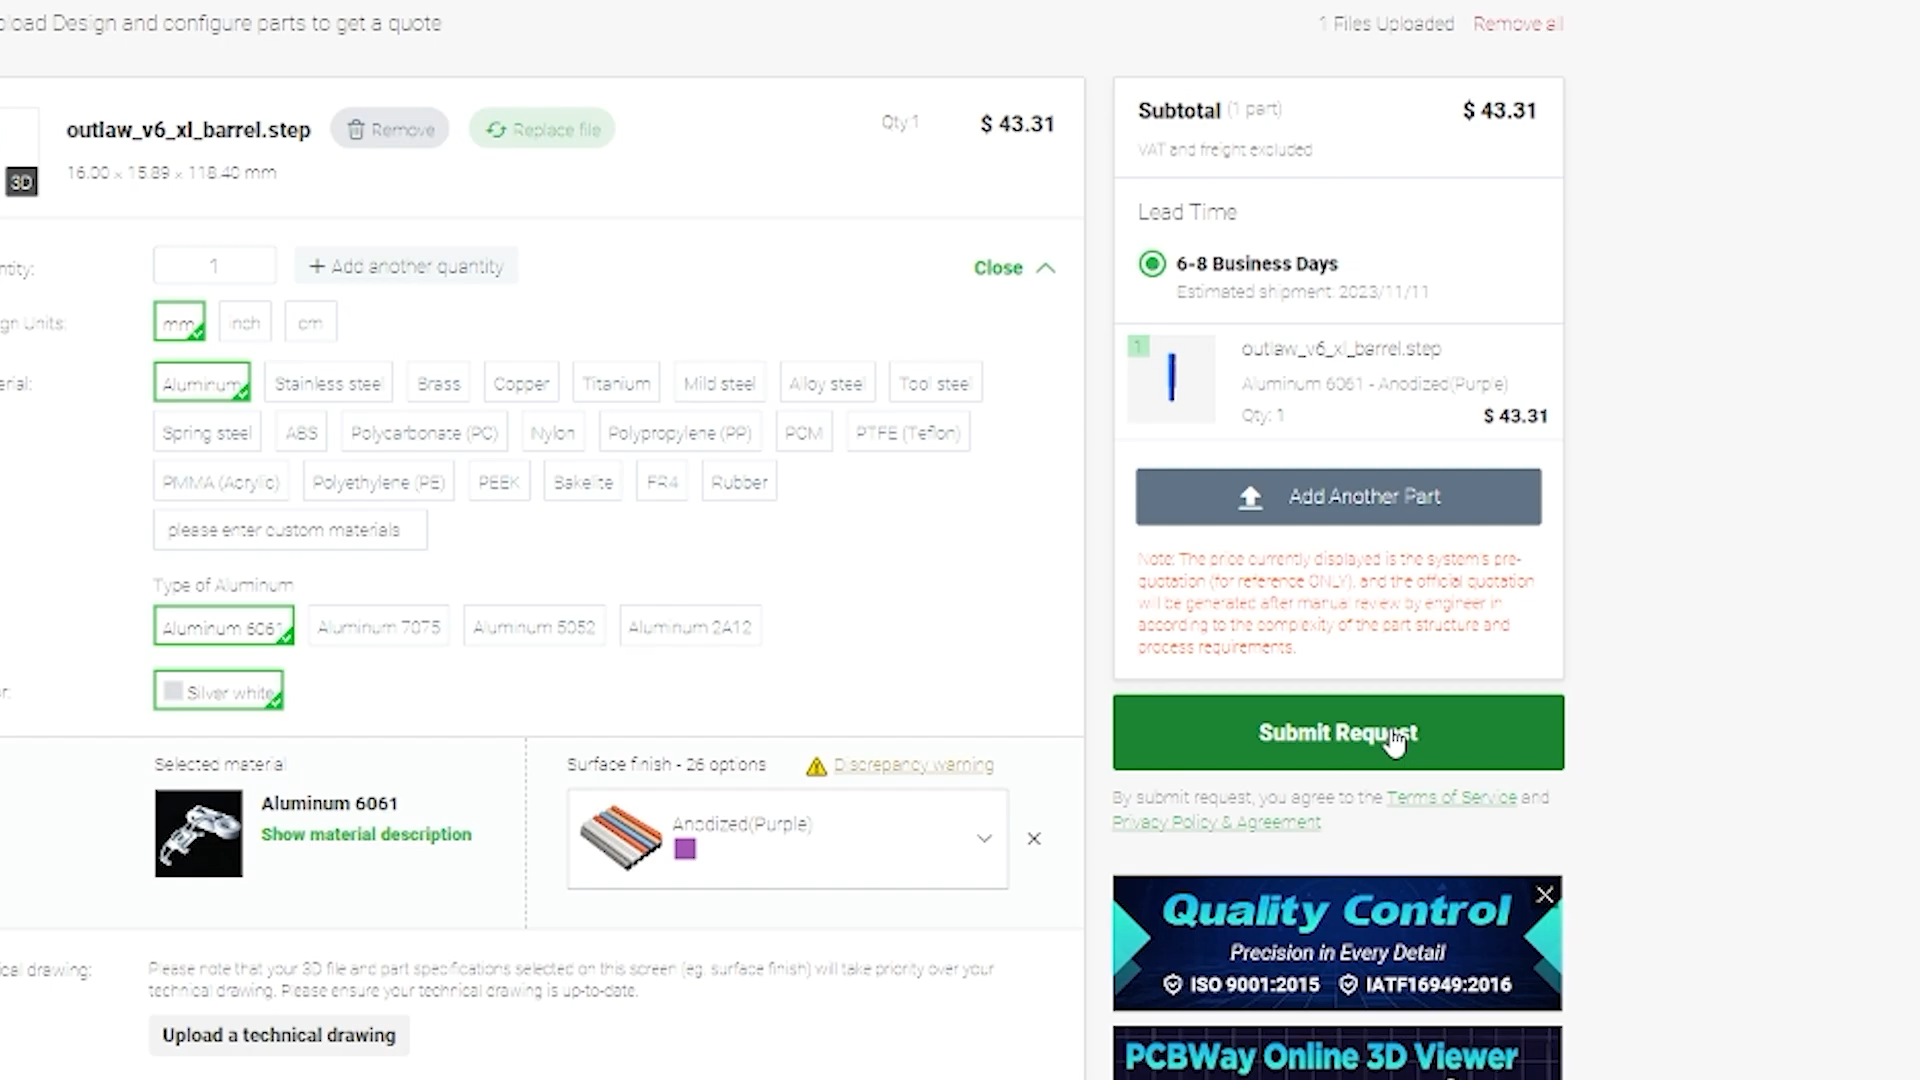 pload Design and configure parts to get a quote
1 Files Uploaded Remove all
outlaw_v6_xl_barrel.step Remove Replace file Qty:1 $ 43.31
16.00 x 15.89 x 118.40 mm
3D
ntity: 1 + Add another quantity Close
gn Units: mm inch cm
erial: Aluminum Stainless steel Brass Copper Titanium Mild steel Alloy steel Tool steel
Spring steel ABS Polycarbonate (PC) Nylon Polypropylene (PP) POM PTFE (Teflon)
PMMA (Acrylic) Polyethylene (PE) PEEK Bakelite FR4 Rubber
please enter custom materials
Type of Aluminum
Aluminum 6061 Aluminum 7075 Aluminum 5052 Aluminum 2A12
r: Silver white
Selected material
Aluminum 6061
Show material description
Surface finish - 26 options Discrepancy warning
Anodized(Purple)
ical drawing: Please note that your 3D file and part specifications selected on this screen (eg. surface finish) will take priority over your
technical drawing. Please ensure your technical drawing is up-to-date.
Upload a technical drawing
Subtotal (1 part) $ 43.31
VAT and freight excluded
Lead Time
6-8 Business Days
Estimated shipment: 2023/11/11
1
outlaw_v6_xl_barrel.step
Aluminum 6061 - Anodized(Purple)
Qty: 1 $ 43.31
Add Another Part
Note: The price currently displayed is the system's pre-
quotation (for reference ONLY), and the official quotation
will be generated after manual review by engineer in
according to the complexity of the part structure and
process requirements.
Submit Request
By submit request, you agree to the Terms of Service and
Privacy Policy & Agreement
Quality Control
Precision in Every Detail
ISO 9001:2015 IATF16949:2016
PCBWay Online 3D Viewer